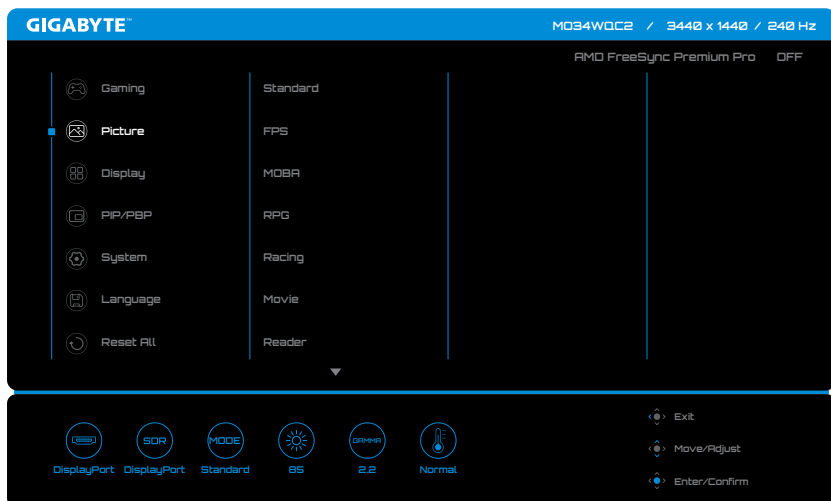 GIGABYTE™
MO34WQC2 / 3440 x 1440 / 240 Hz
AMD FreeSync Premium Pro OFF
Gaming Standard
Picture FPS
Display MOBA
PIP/PBP RPG
System Racing
Language Movie
Reset All Reader
Exit
SDR MODE GAMMA
Move/Adjust
DisplayPort DisplayPort Standard 85 2.2 Normal
Enter/Confirm